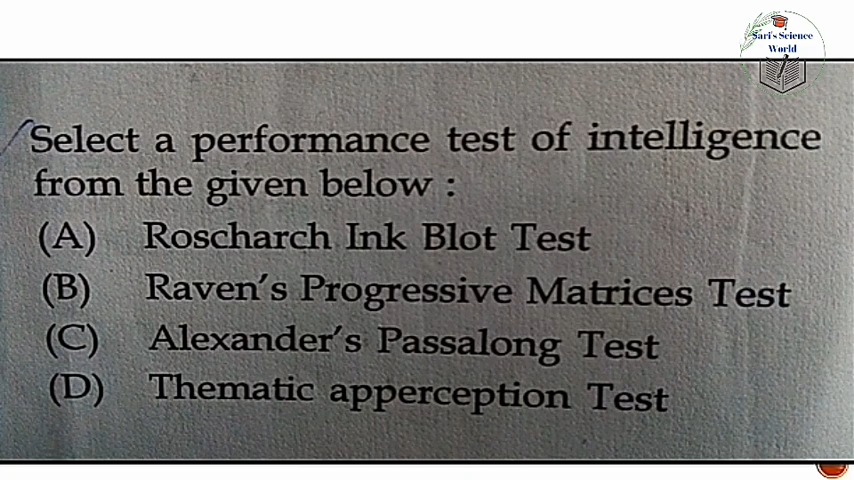 Sarf's Science
World
Select a performance test of intelligence
from the given below :
(A) Roscharch Ink Blot Test
(B) Raven's Progressive Matrices Test
(C) Alexander's Passalong Test
(D) Thematic apperception Test